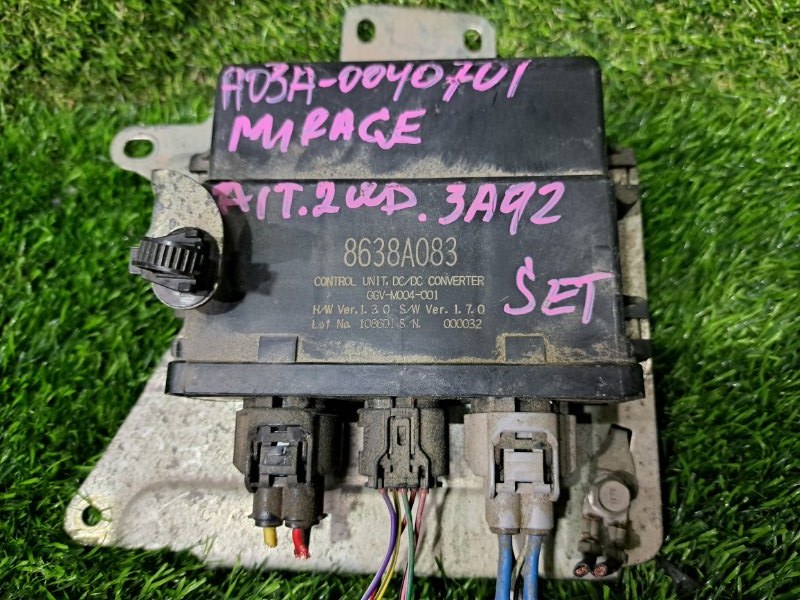 A03A-0040701
MIRAGE
A/T.2WD.3A92
8638A083
CONTROL UNIT, DC/DC CONVERTER
GGV-M004-001
H/W Ver.1.3.0 S/W Ver.1.7.0
SET
Lot No. 1086D1 S/N. 000032